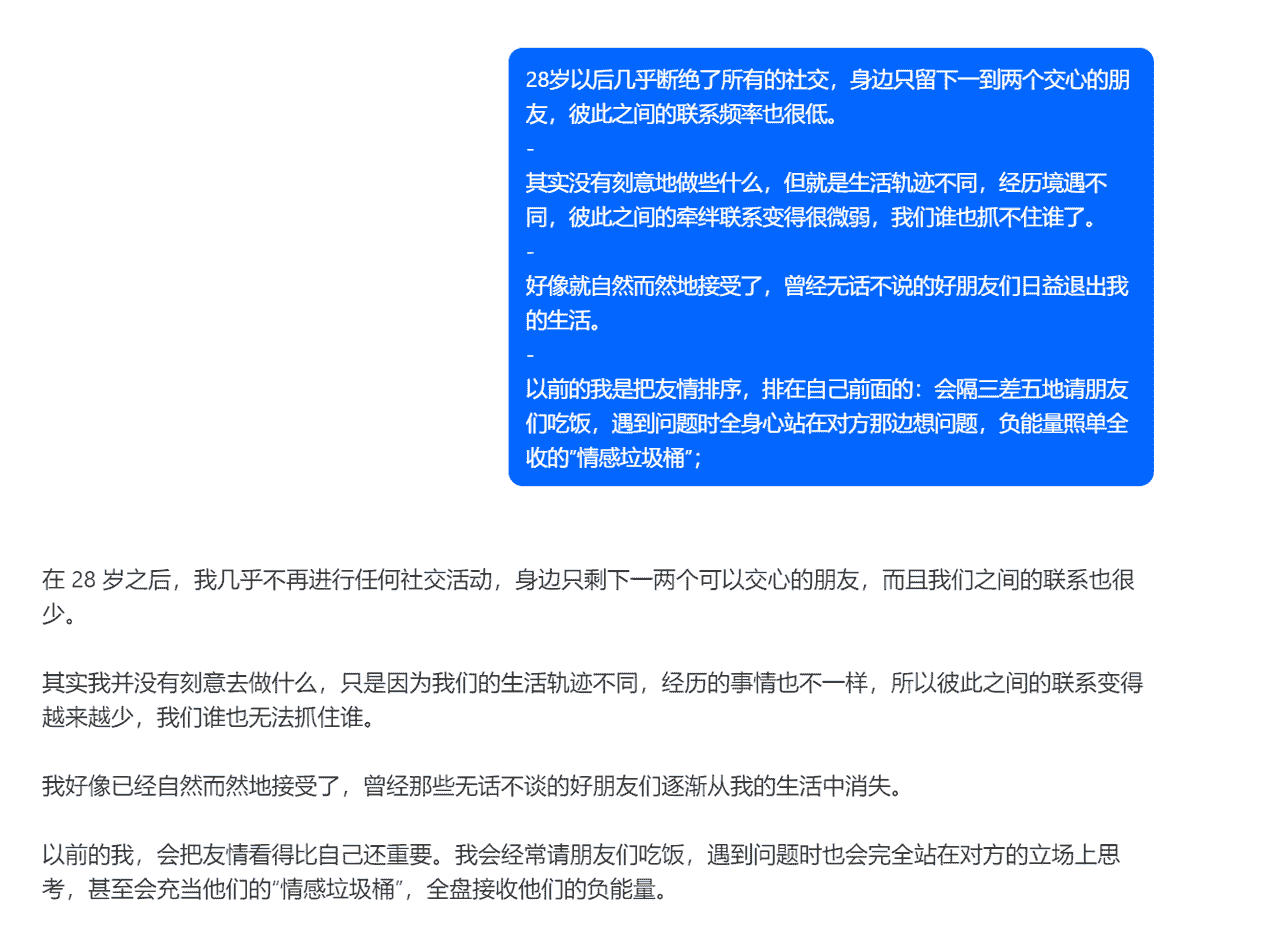 28岁以后几乎断绝了所有的社交，身边只留下一到两个交心的朋
友，彼此之间的联系频率也很低。
-
其实没有刻意地做些什么，但就是生活轨迹不同，经历境遇不
同，彼此之间的牵绊联系变得很微弱，我们谁也抓不住谁了。
-
好像就自然而然地接受了，曾经无话不说的好朋友们日益退出我
的生活。
-
以前的我是把友情排序，排在自己前面的：会隔三差五地请朋友
们吃饭，遇到问题时全身心站在对方那边想问题，负能量照单全
收的“情感垃圾桶”；
在 28 岁之后，我几乎不再进行任何社交活动，身边只剩下一两个可以交心的朋友，而且我们之间的联系也很
少。
其实我并没有刻意去做什么，只是因为我们的生活轨迹不同，经历的事情也不一样，所以彼此之间的联系变得
越来越少，我们谁也无法抓住谁。
我好像已经自然而然地接受了，曾经那些无话不谈的好朋友们逐渐从我的生活中消失。
以前的我，会把友情看得比自己还重要。我会经常请朋友们吃饭，遇到问题时也会完全站在对方的立场上思
考，甚至会充当他们的“情感垃圾桶”，全盘接收他们的负能量。